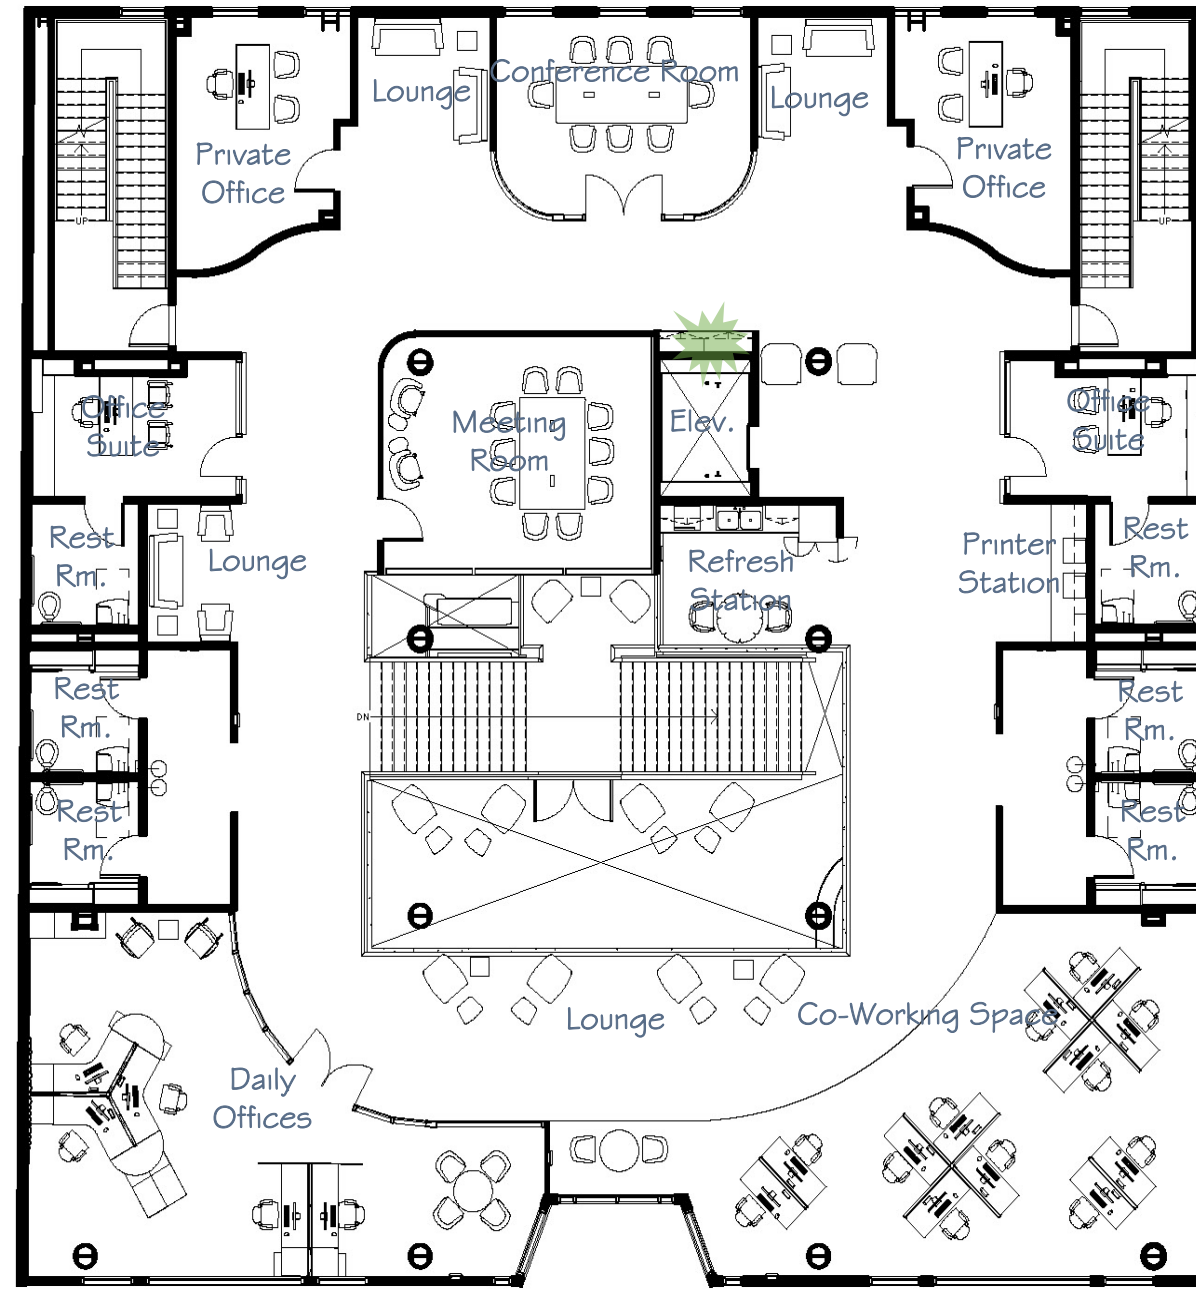 Conference Room
Lounge
Lounge
Private
Office
Private
Office
UP
UP
Office
Suite
Meeting
Room
Elev.
Office
Suite
Rest
Rm.
Lounge
Refresh
Station
Printer
Station
Rest
Rm.
Rest
Rm.
DN
Rest
Rm.
Rest
Rm.
Rest
Rm.
Lounge
Co-Working Space
Daily
Offices